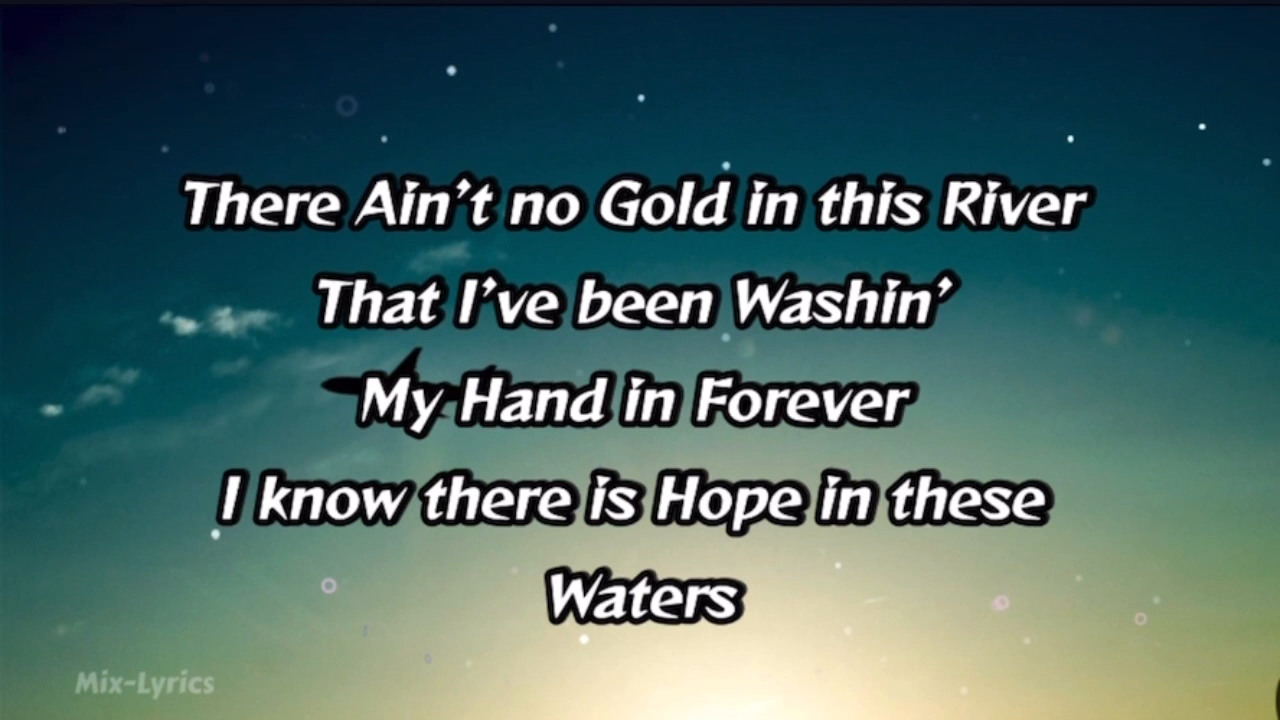 There Ain't no Gold in this River
That I've been Washin'
My Hand in Forever
I know there is Hope in these
Waters
Mix-Lyrics